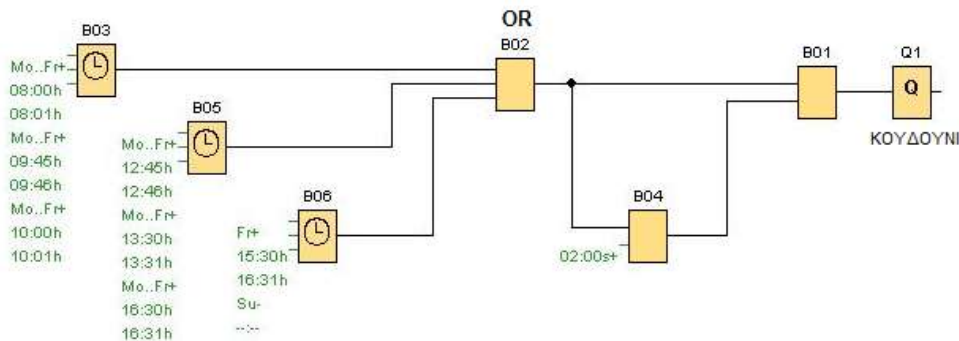 OR
B03
B02
B01
Q1
Mo..Fr+
08:00h
08:01h
Mo..Fr+
09:45h
09:46h
Mo..Fr+
10:00h
10:01h
B05
Mo..Fr+
12:45h
12:46h
Mo..Fr+
13:30h
13:31h
Mo..Fr+
16:30h
16:31h
B06
Fr+
15:30h
16:31h
Su-
--:--
B04
02:00s+
Q
ΚΟΥΔΟΥΝΙ